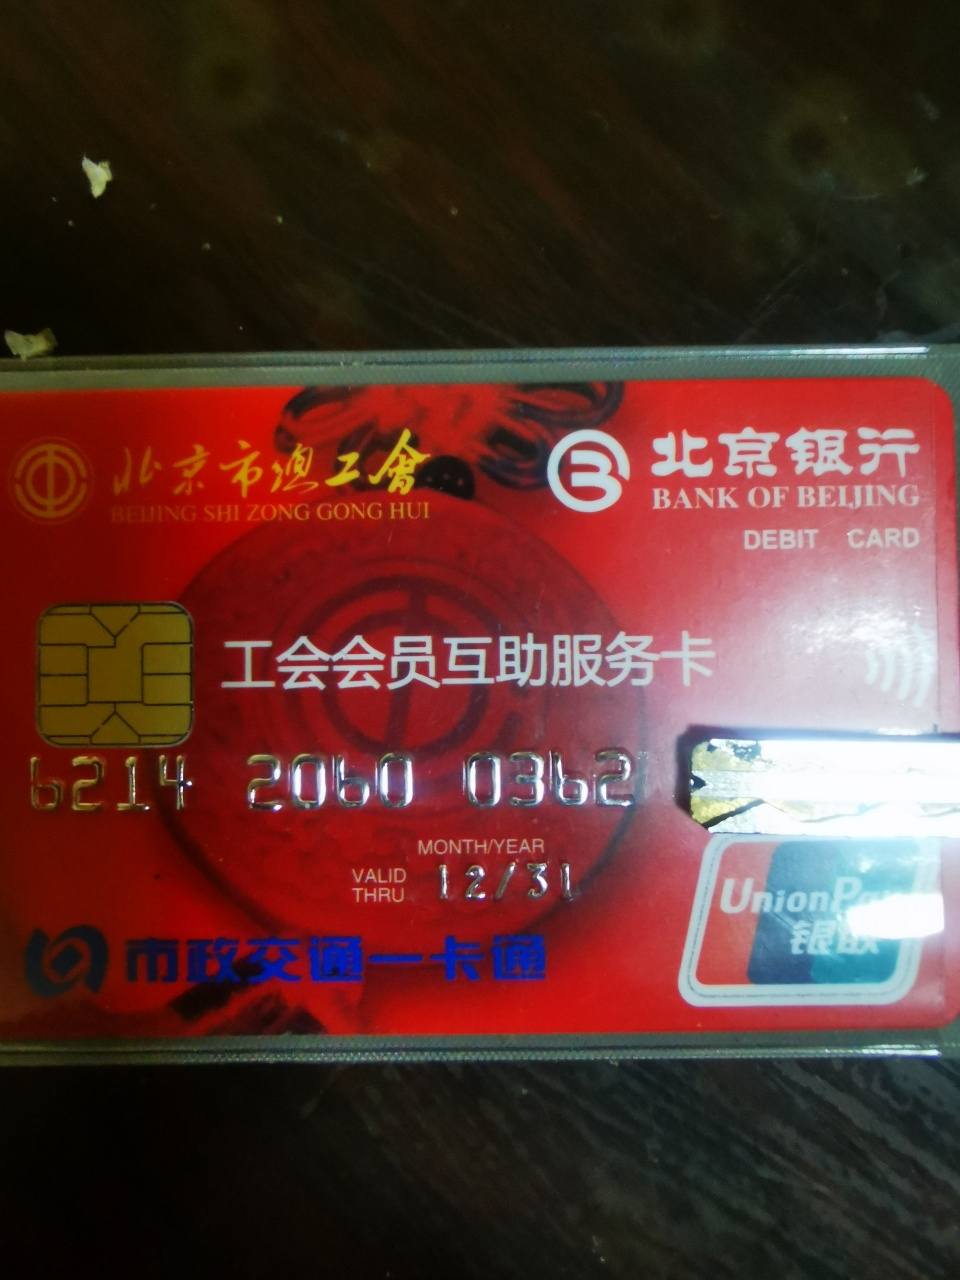 北京市總工會
BEIJING SHI ZONG GONG HUI
北京银行
BANK OF BEIJING
DEBIT CARD
工会会员互助服务卡
6214 2060 0362
MONTH/YEAR
VALID THRU 12/31
市政交通一卡通
UnionPay
银联